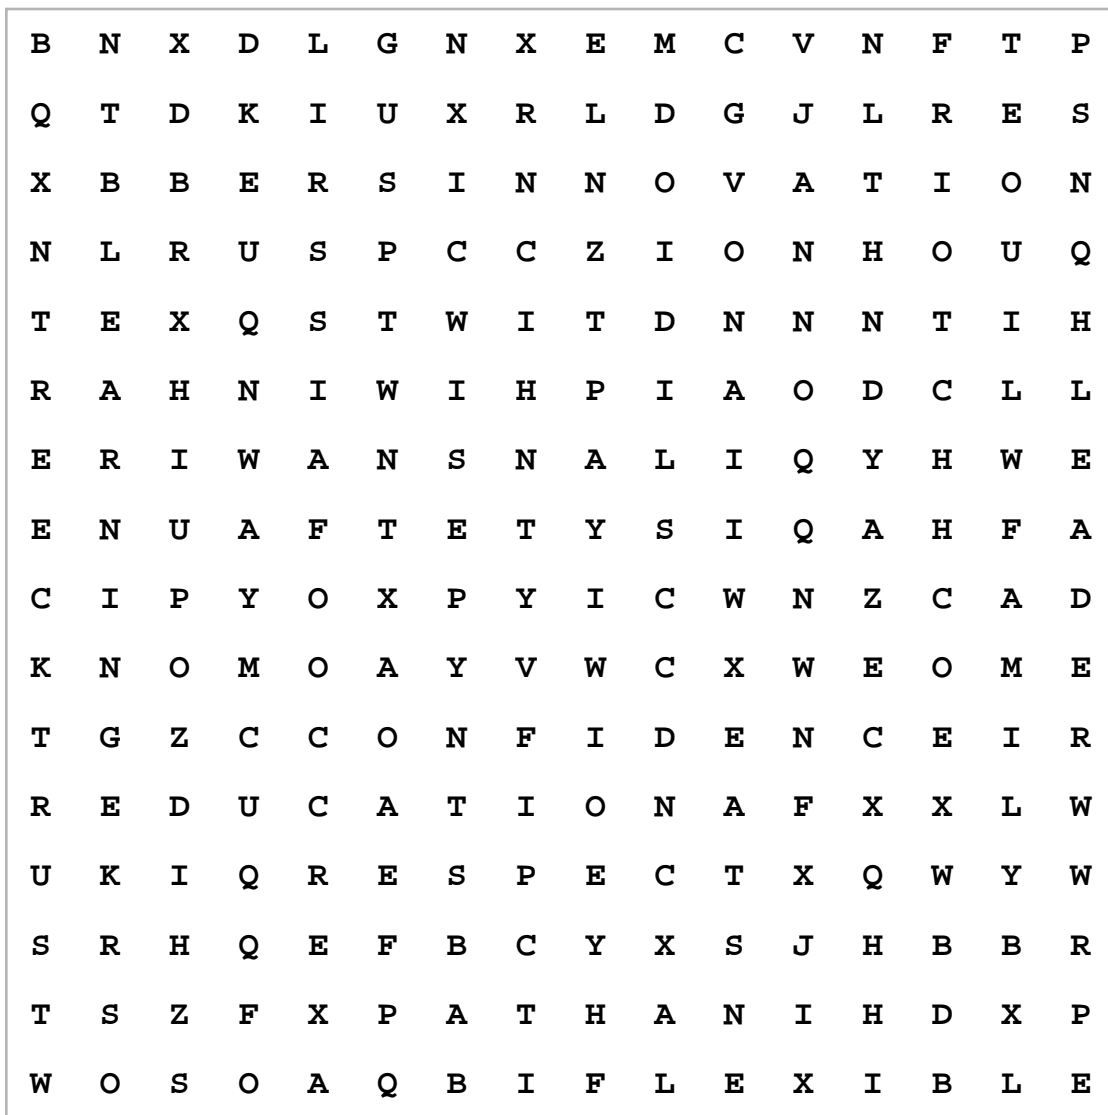 B N X D L G N X E M C V N F T P
Q T D K I U X R L D G J L R E S
X B B E R S I N N O V A T I O N
N L R U S P C C Z I O N H O U Q
T E X Q S T W I T D N N N T I H
R A H N I W I H P I A O D C L L
E R I W A N S N A L I Q Y H W E
E N U A F T E T Y S I Q A H F A
C I P Y O X P Y I C W N Z C A D
K N O M O A Y V W C X W E O M E
T G Z C C O N F I D E N C E I R
R E D U C A T I O N A F X X L W
U K I Q R E S P E C T X Q W Y W
S R H Q E F B C Y X S J H B B R
T S Z F X P A T H A N I H D X P
W O S O A Q B I F L E X I B L E